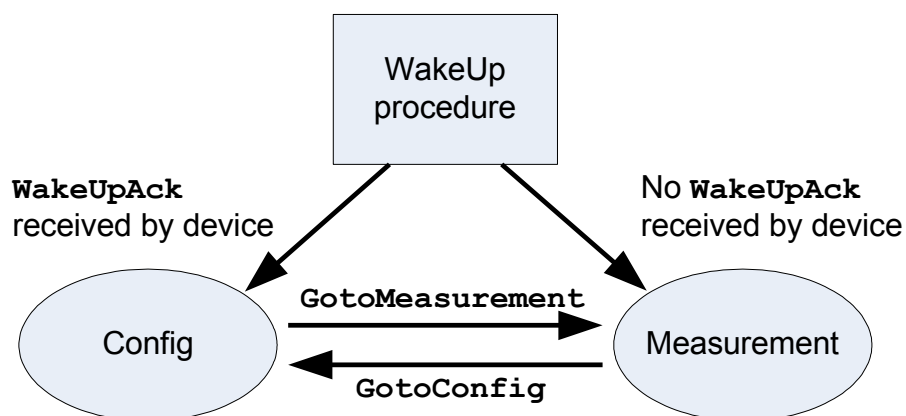 WakeUp
procedure
WakeUpAck
received by device
No WakeUpAck
received by device
GotoMeasurement
Config
Measurement
GotoConfig